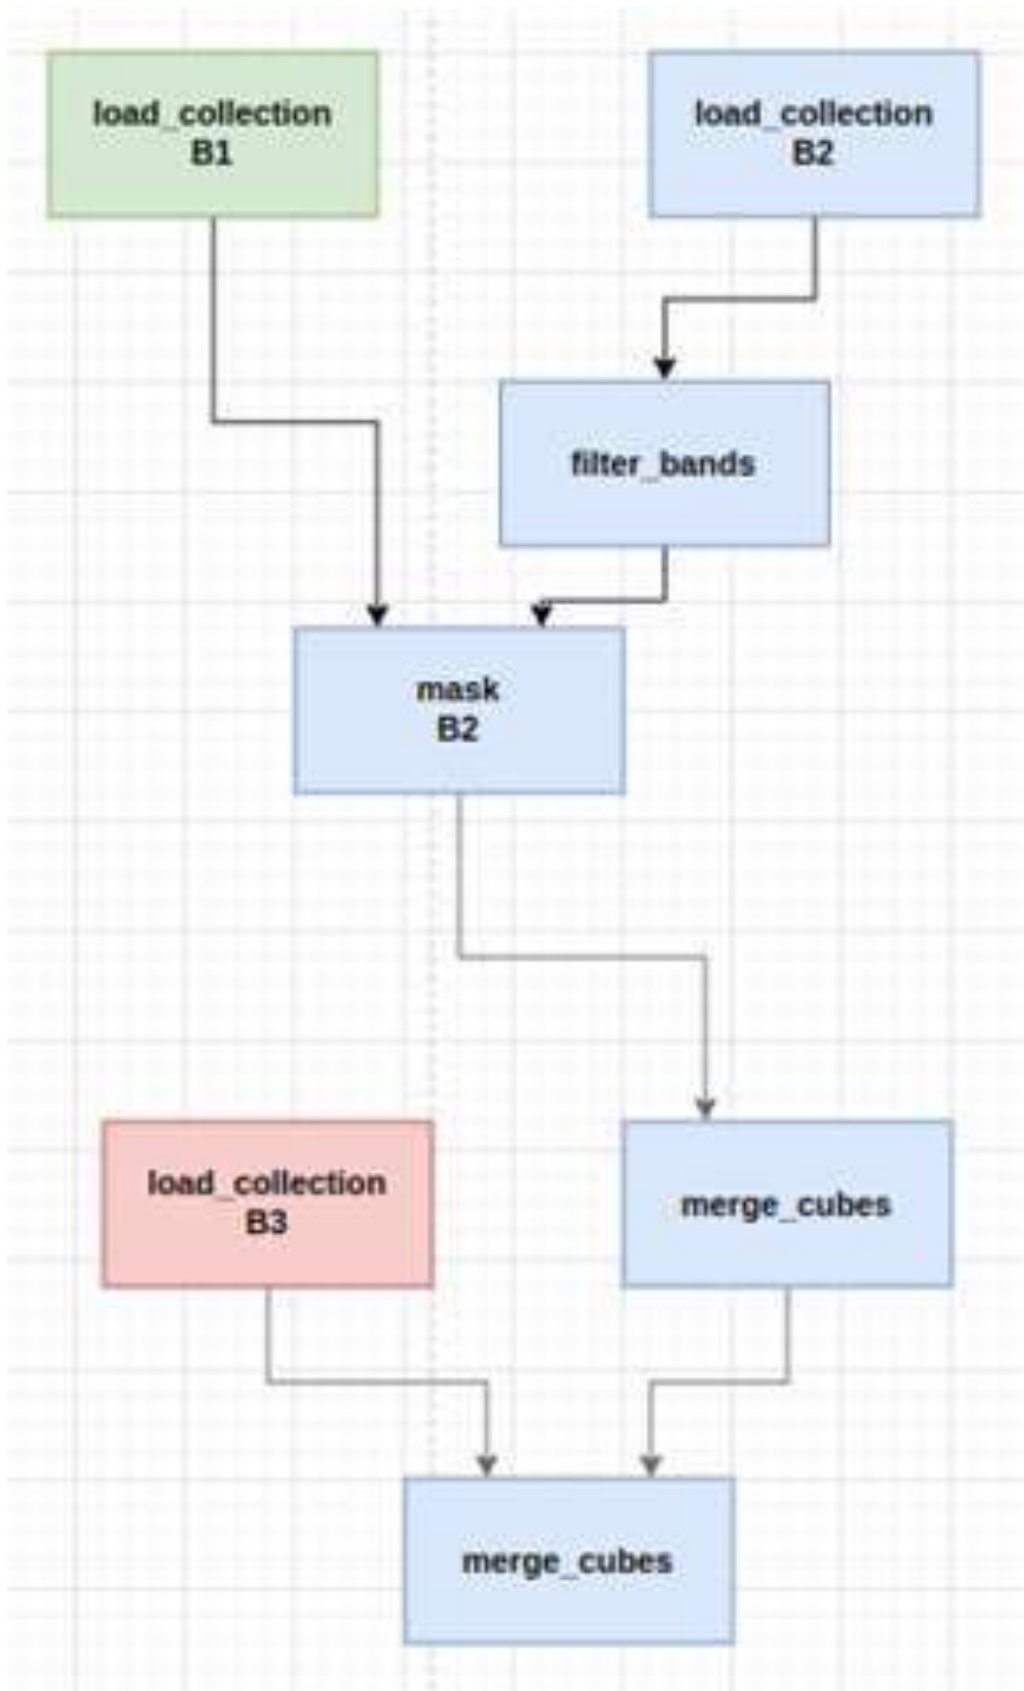 load_collection
B1
load_collection
B2
filter_bands
mask
B2
load_collection
B3
merge_cubes
merge_cubes